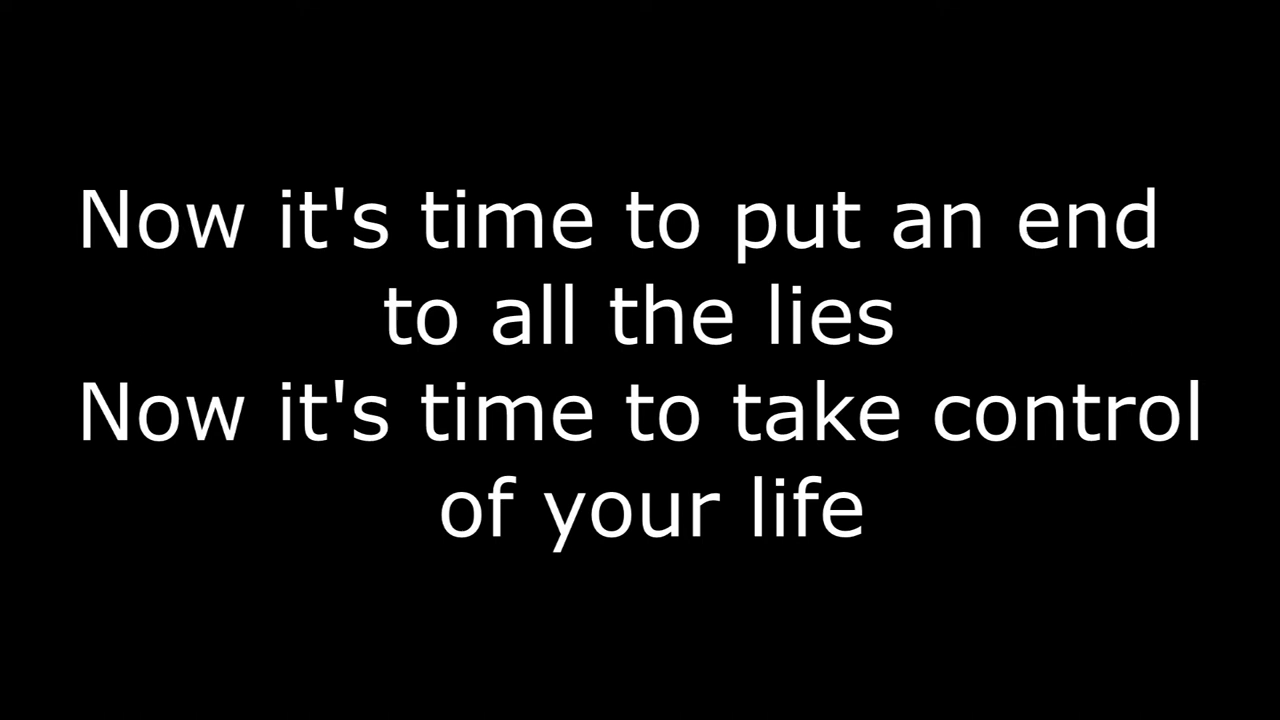 Now it's time to put an end
to all the lies
Now it's time to take control
of your life